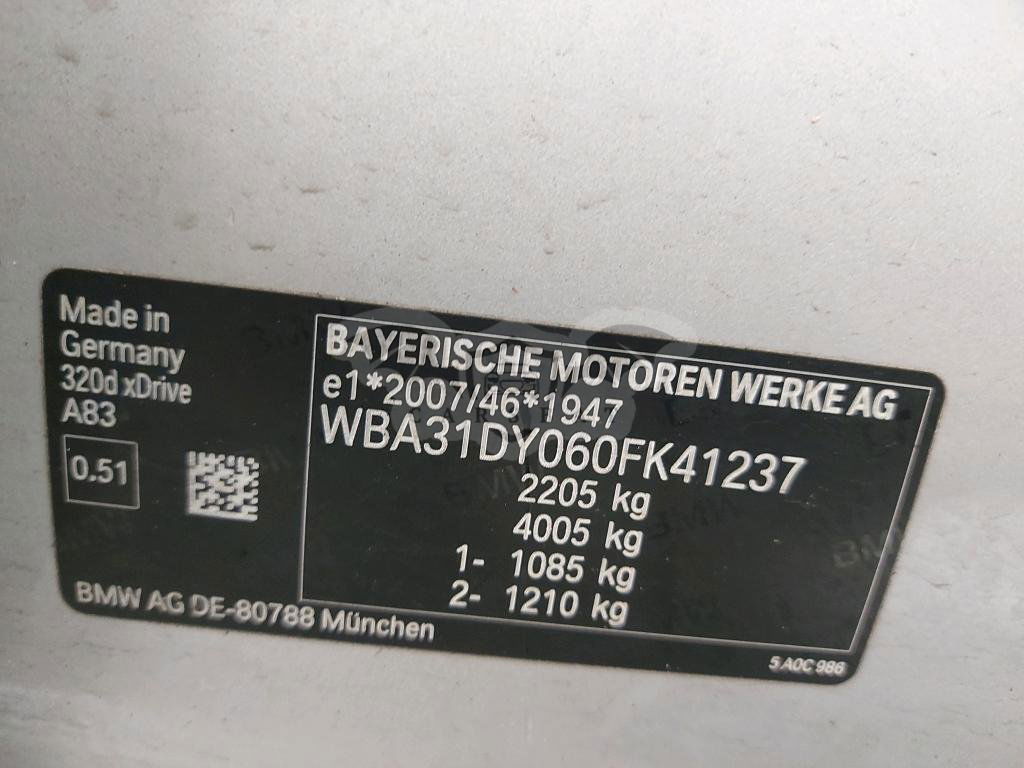 Made in
Germany
320d xDrive
A83
0.51
BMW AG DE-80788 München
BAYERISCHE MOTOREN WERKE AG
e1*2007/46*1947
WBA31DY060FK41237
2205 kg
4005 kg
1- 1085 kg
2- 1210 kg
5 A0C 986